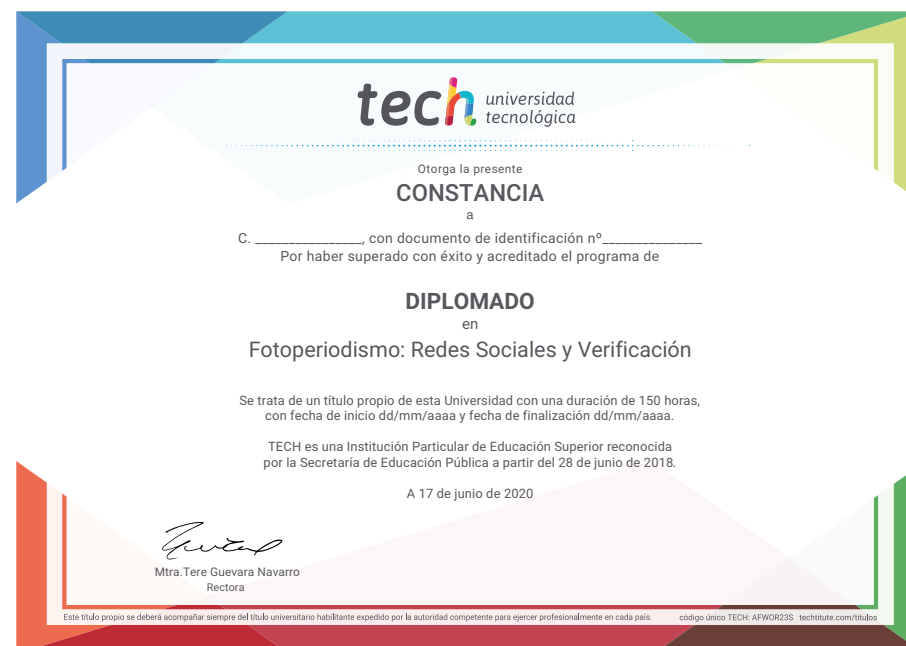 tech universidad
tecnológica
Otorga la presente
CONSTANCIA
a
C. ________________, con documento de identificación nº_______________
Por haber superado con éxito y acreditado el programa de
DIPLOMADO
en
Fotoperiodismo: Redes Sociales y Verificación
Se trata de un título propio de esta Universidad con una duración de 150 horas,
con fecha de inicio dd/mm/aaaa y fecha de finalización dd/mm/aaaa.
TECH es una Institución Particular de Educación Superior reconocida
por la Secretaría de Educación Pública a partir del 28 de junio de 2018.
A 17 de junio de 2020
Mtra.Tere Guevara Navarro
Rectora
Este título propio se deberá acompañar siempre del título universitario habilitante expedido por la autoridad competente para ejercer profesionalmente en cada país. código único TECH: AFWOR23S techtitute.com/titulos